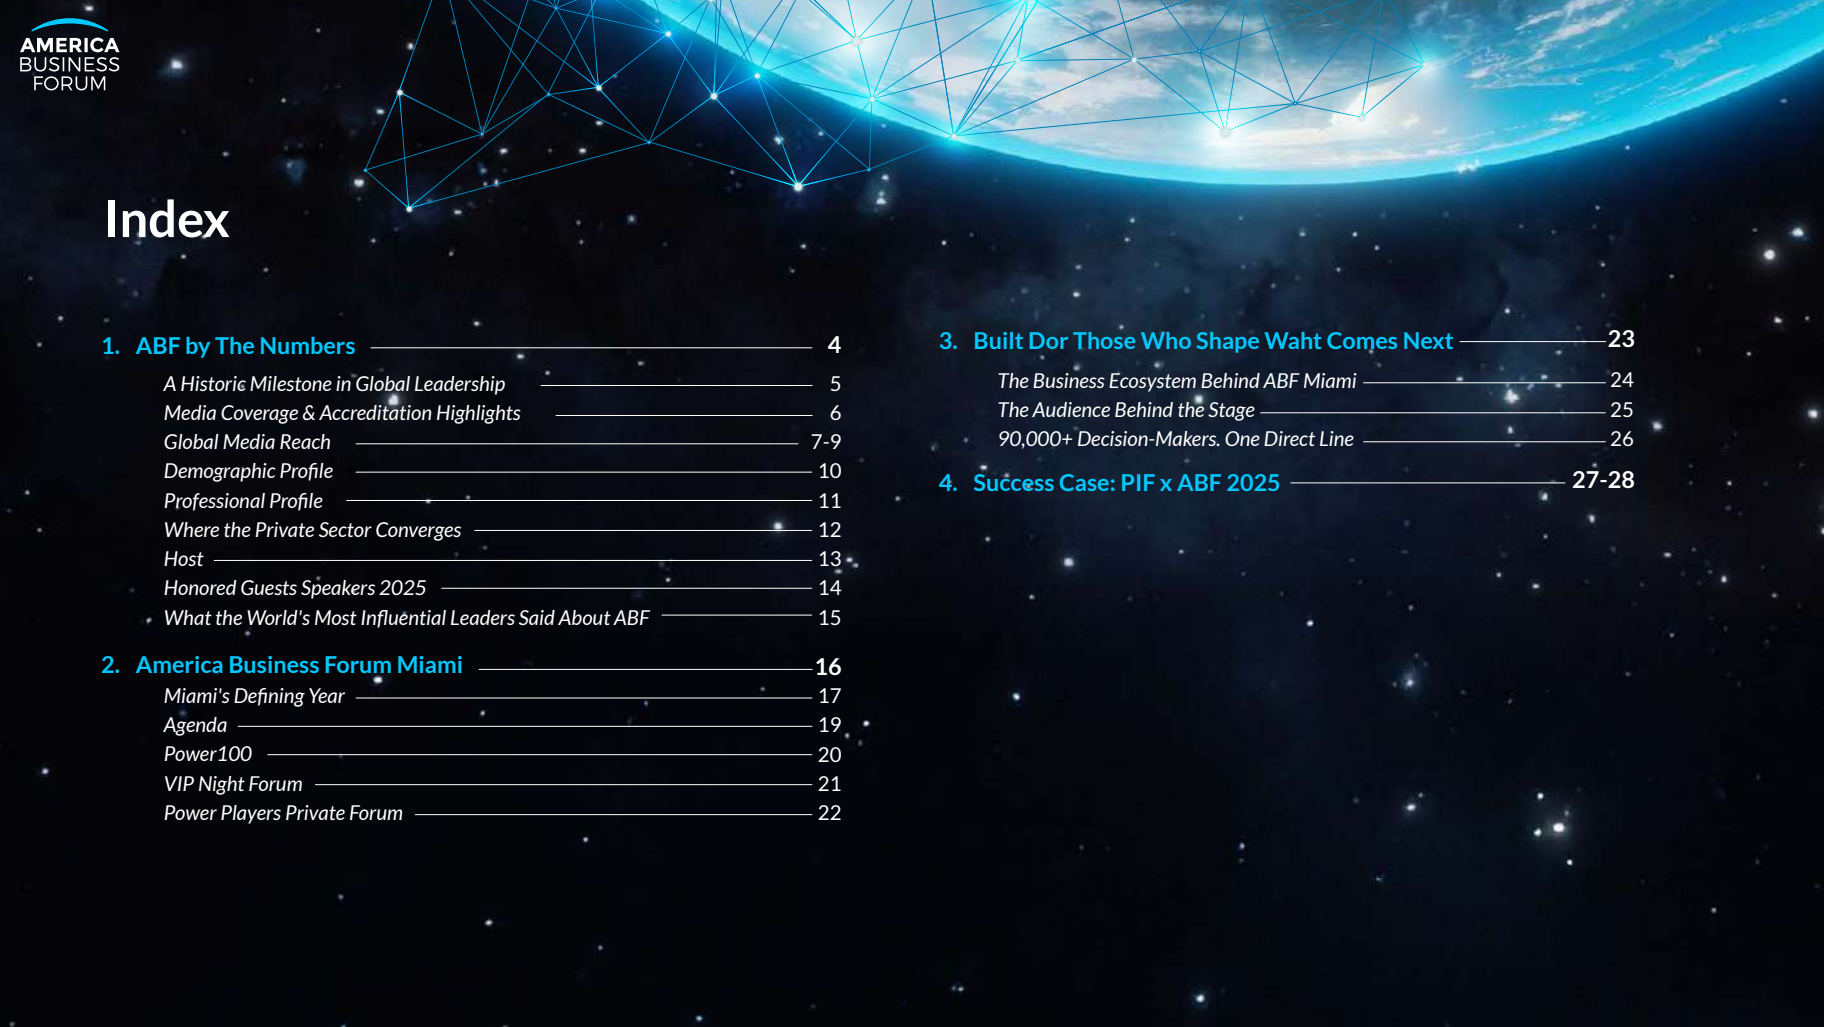 AMERICA
BUSINESS
FORUM
Index
1. ABF by The Numbers 4
A Historic Milestone in Global Leadership 5
Media Coverage & Accreditation Highlights 6
Global Media Reach 7-9
Demographic Profile 10
Professional Profile 11
Where the Private Sector Converges 12
Host 13
Honored Guests Speakers 2025 14
What the World's Most Influential Leaders Said About ABF 15
2. America Business Forum Miami 16
Miami's Defining Year 17
Agenda 19
Power100 20
VIP Night Forum 21
Power Players Private Forum 22
3. Built Dor Those Who Shape Waht Comes Next 23
The Business Ecosystem Behind ABF Miami 24
The Audience Behind the Stage 25
90,000+ Decision-Makers. One Direct Line 26
4. Success Case: PIF x ABF 2025 27-28